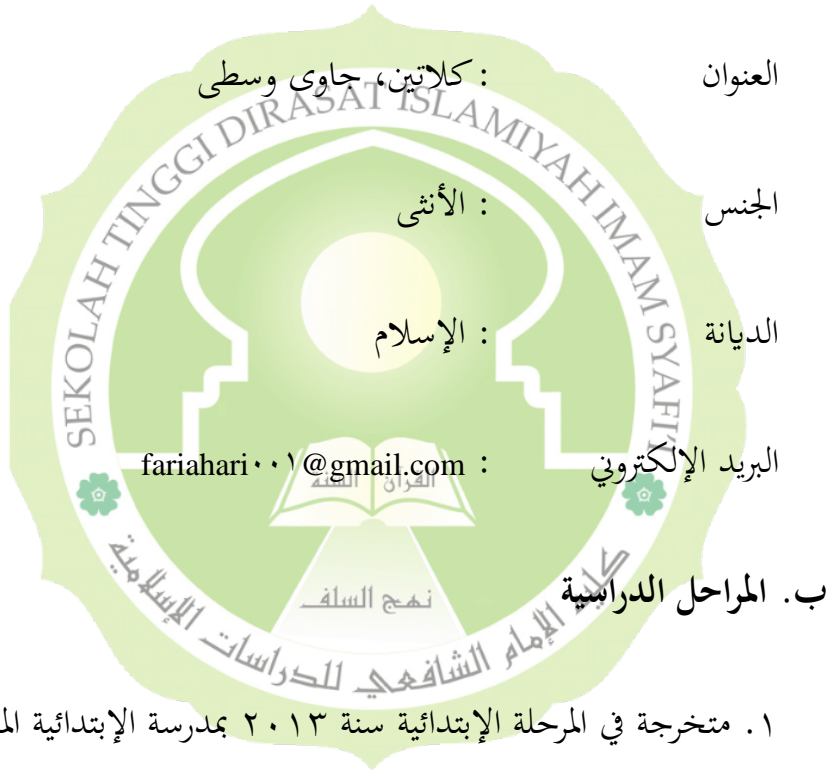 العنوان : كلاتين، جاوى وسطى
الجنس : الأنثى
الديانة : الإسلام
البريد الإلكتروني : fariahari٠٠١@gmail.com
ب. المراحل الدراسية
١. متخرجة في المرحلة الإبتدائية سنة ٢٠١٣ بمدرسة الإبتدائية
SEKOLAH TINGGI DIRASAT ISLAMIYAH IMAM SYAFI'I
القرآن السنة
نهج السلف
كلية الإمام الشافعي للدراسات الإسلامية